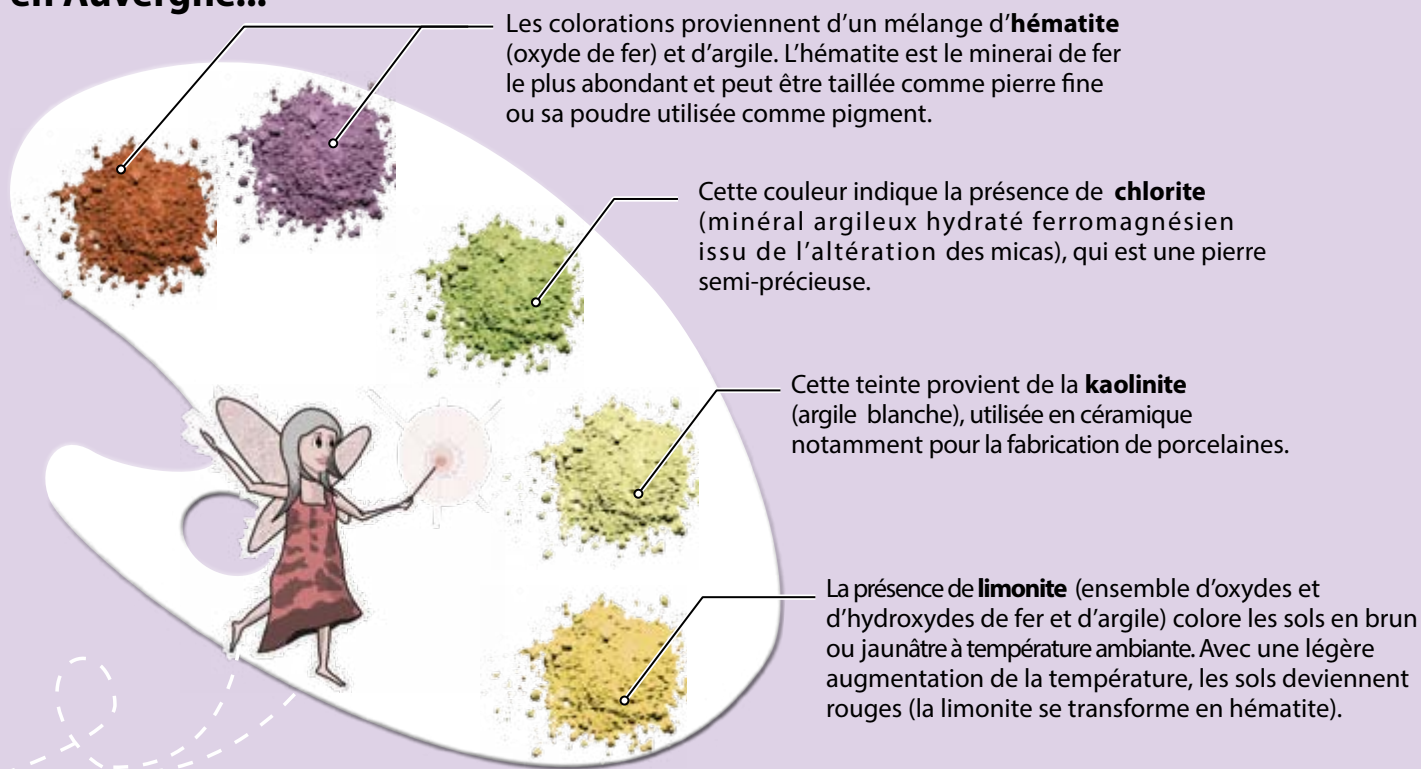 en Auvergne...
Les colorations proviennent d'un mélange d'hématite
(oxyde de fer) et d'argile. L'hématite est le minerai de fer
le plus abondant et peut être taillée comme pierre fine
ou sa poudre utilisée comme pigment.
Cette couleur indique la présence de chlorite
(minéral argileux hydraté ferromagnésien
issu de l'altération des micas), qui est une pierre
semi-précieuse.
Cette teinte provient de la kaolinite
(argile blanche), utilisée en céramique
notamment pour la fabrication de porcelaines.
La présence de limonite (ensemble d'oxydes et
d'hydroxydes de fer et d'argile) colore les sols en brun
ou jaunâtre à température ambiante. Avec une légère
augmentation de la température, les sols deviennent
rouges (la limonite se transforme en hématite).